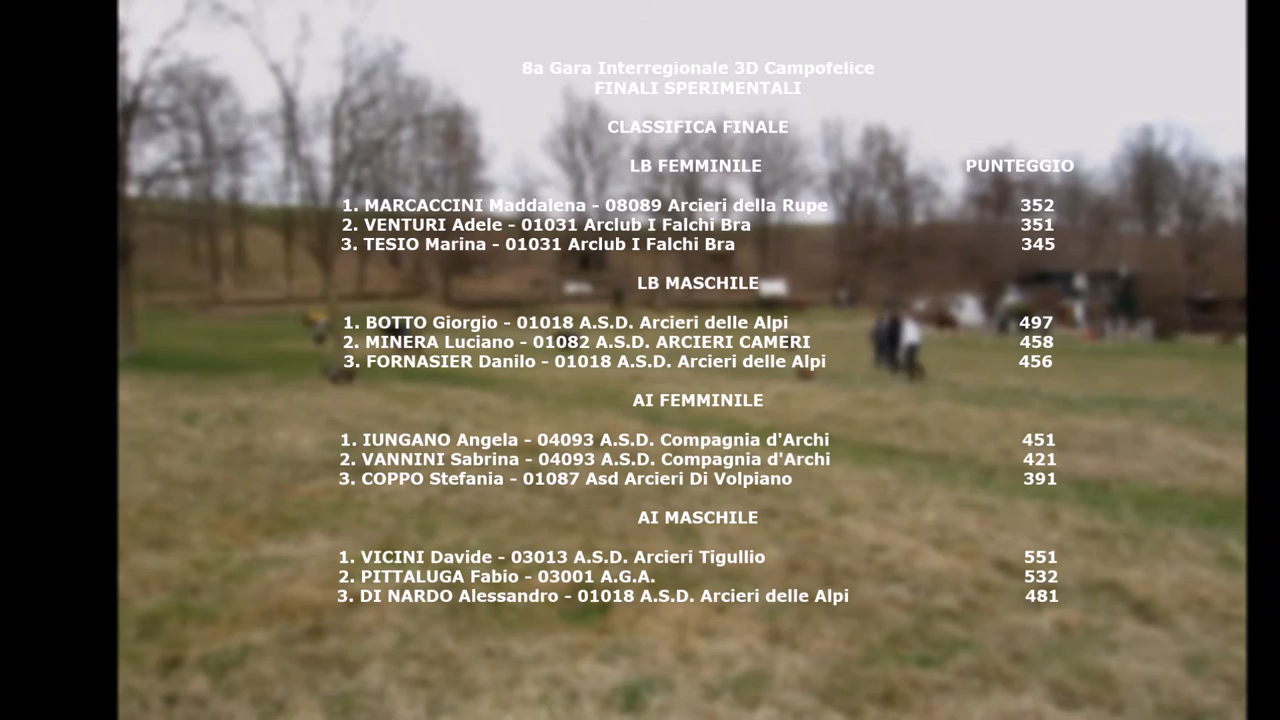 8a Gara Interregionale 3D Campofelice
FINALI SPERIMENTALI
CLASSIFICA FINALE
LB FEMMINILE PUNTEGGIO
1. MARCACCINI Maddalena - 08089 Arcieri della Rupe 352
2. VENTURI Adele - 01031 Arclub I Falchi Bra 351
3. TESIO Marina - 01031 Arclub I Falchi Bra 345
LB MASCHILE
1. BOTTO Giorgio - 01018 A.S.D. Arcieri delle Alpi 497
2. MINERA Luciano - 01082 A.S.D. ARCIERI CAMERI 458
3. FORNASIER Danilo - 01018 A.S.D. Arcieri delle Alpi 456
AI FEMMINILE
1. IUNGANO Angela - 04093 A.S.D. Compagnia d'Archi 451
2. VANNINI Sabrina - 04093 A.S.D. Compagnia d'Archi 421
3. COPPO Stefania - 01087 Asd Arcieri Di Volpiano 391
AI MASCHILE
1. VICINI Davide - 03013 A.S.D. Arcieri Tigullio 551
2. PITTALUGA Fabio - 03001 A.G.A. 532
3. DI NARDO Alessandro - 01018 A.S.D. Arcieri delle Alpi 481